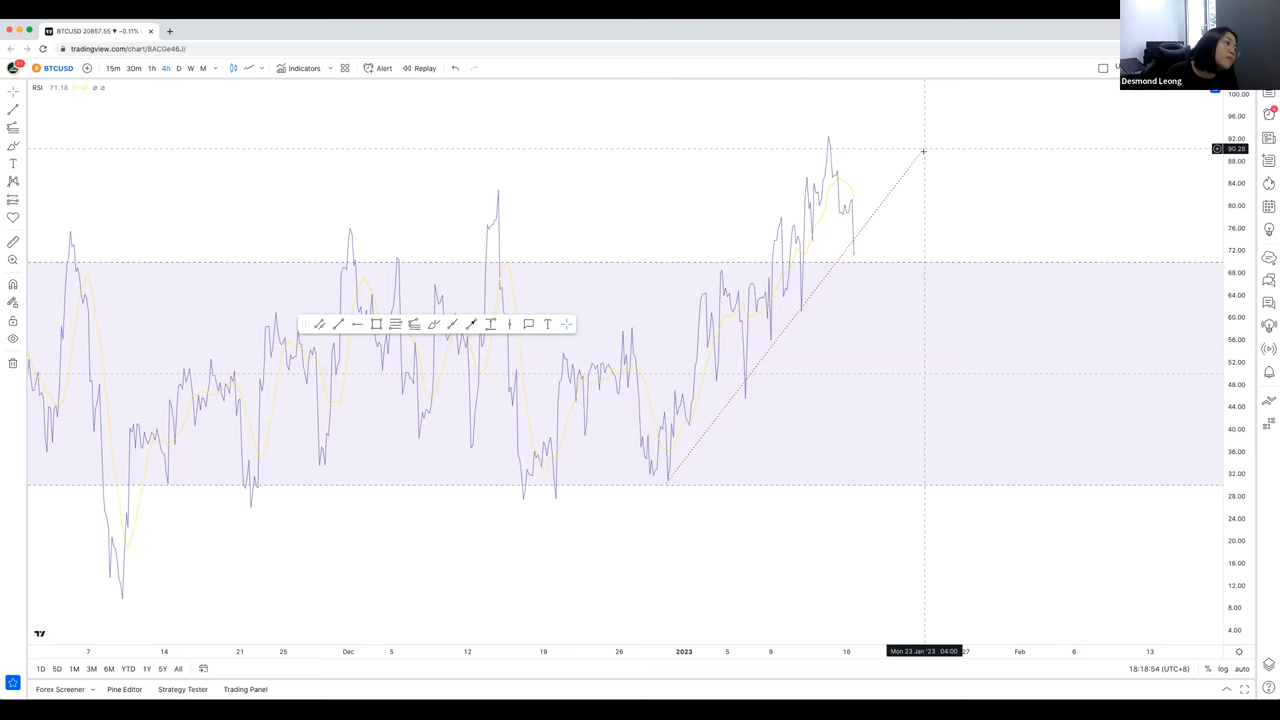 BTCUSD 20857.55 ▼ −0.11%
tradingview.com/chart/8ACGe46J/
Desmond Leong
11
BTCUSD
15m 30m 1h 4h D W M
Indicators
Alert
Replay
RSI 71.18
100.00
96.00
92.00
90.28
88.00
84.00
80.00
76.00
72.00
68.00
64.00
60.00
56.00
52.00
48.00
44.00
40.00
36.00
32.00
28.00
24.00
20.00
16.00
12.00
8.00
4.00
7 14 21 25 Dec 7 12 19 26 2023 5 9 16 Mon 23 Jan '23 04:00 27 Feb 6 13
1D 5D 1M 3M 6M YTD 1Y 5Y All
18:18:54 (UTC+8) % log auto
Forex Screener Pine Editor Strategy Tester Trading Panel